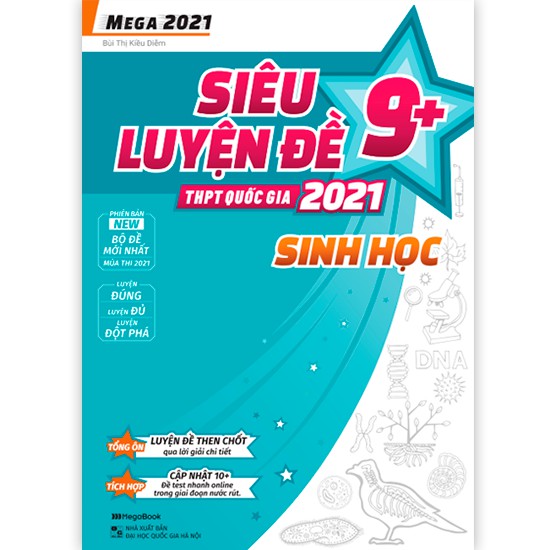 MEGA 2021
Bùi Thị Kiều Diễm
SIÊU
LUYỆN ĐỀ
9+
THPT QUỐC GIA 2021
SINH HỌC
PHIÊN BẢN
NEW
BỘ ĐỀ
MỚI NHẤT
MÙA THI 2021
LUYỆN
ĐÚNG
LUYỆN ĐỦ
LUYỆN
ĐỘT PHÁ
DNA
TỔNG ÔN
LUYỆN ĐỀ THEN CHỐT
qua lời giải chi tiết
TÍCH HỢP
CẬP NHẬT 10+
Đề test nhanh online
trong giai đoạn nước rút.
MegaBook
NHÀ XUẤT BẢN
ĐẠI HỌC QUỐC GIA HÀ NỘI